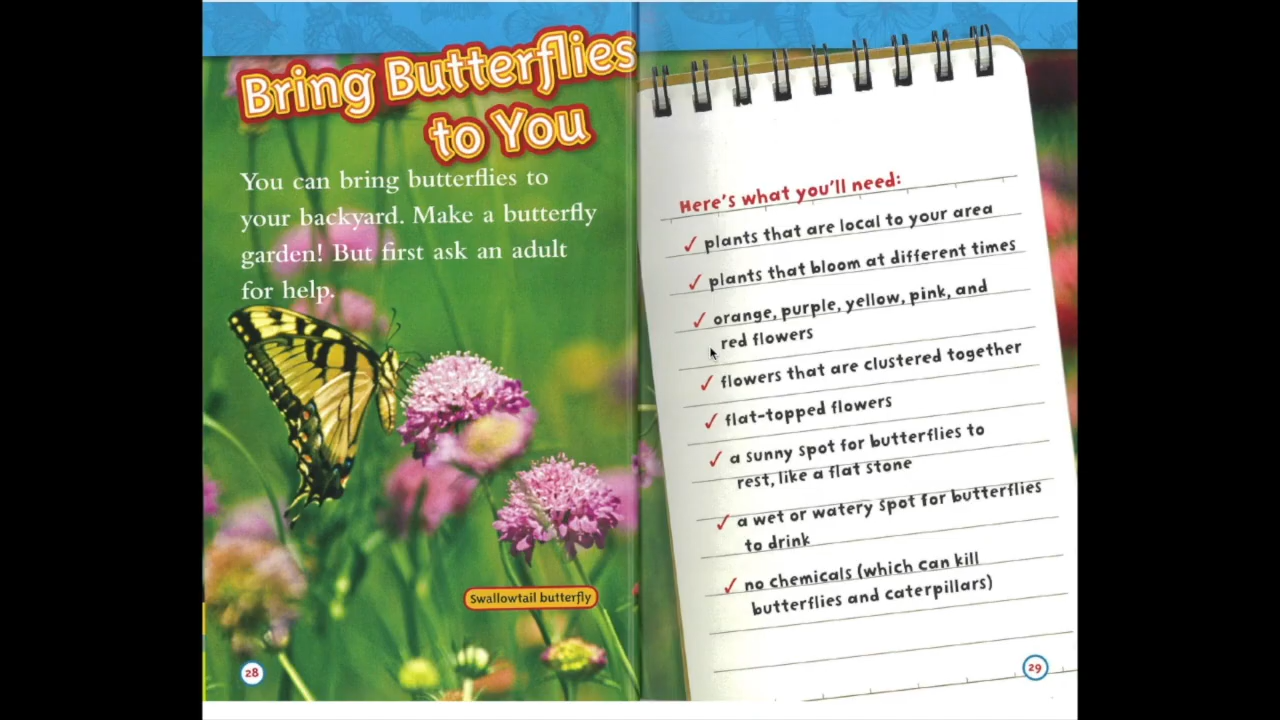 Bring Butterflies
to You
You can bring butterflies to
your backyard. Make a butterfly
garden! But first ask an adult
for help.
Swallowtail butterfly
28
Here's what you'll need:
✓ plants that are local to your area
✓ plants that bloom at different times
✓ orange, purple, yellow, pink, and
red flowers
✓ flowers that are clustered together
✓ flat-topped flowers
✓ a sunny spot for butterflies to
rest, like a flat stone
✓ a wet or watery spot for butterflies
to drink
✓ no chemicals (which can kill
butterflies and caterpillars)
29